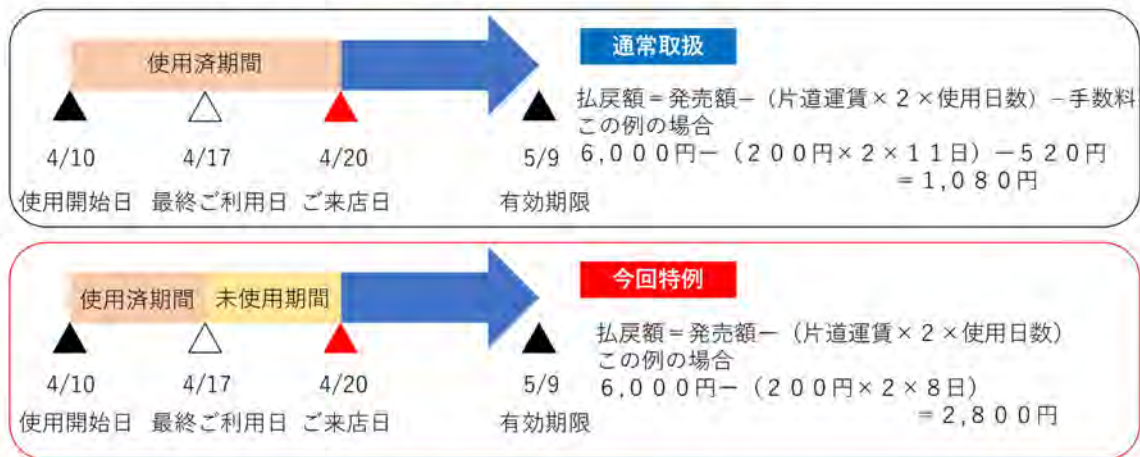 通常取扱
使用済期間
払戻額＝発売額－（片道運賃×２×使用日数）－手数料
この例の場合
６,０００円－（２００円×２×１１日）－５２０円
＝１,０８０円
4/10 4/17 4/20 5/9
使用開始日 最終ご利用日 ご来店日 有効期限
今回特例
使用済期間 未使用期間
払戻額＝発売額－（片道運賃×２×使用日数）
この例の場合
６,０００円－（２００円×２×８日）
＝２,８００円
4/10 4/17 4/20 5/9
使用開始日 最終ご利用日 ご来店日 有効期限